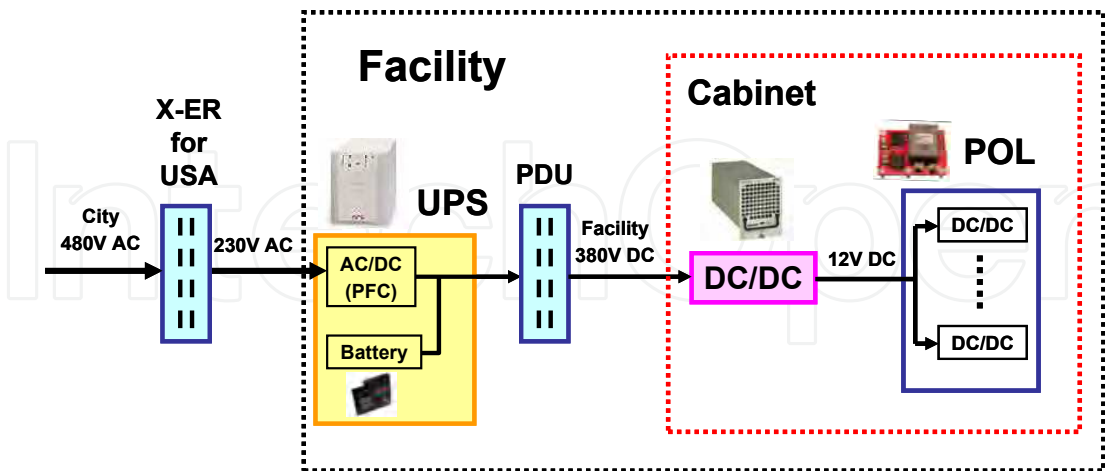 Facility
Cabinet
X-ER
for
USA
UPS
PDU
POL
City
480V AC
230V AC
AC/DC
(PFC)
Battery
Facility
380V DC
DC/DC
12V DC
DC/DC
DC/DC
IntechOpen